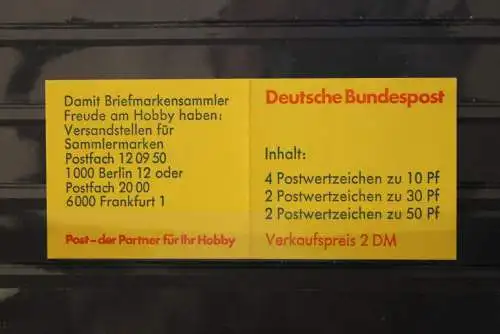 Damit Briefmarkensammler
Freude am Hobby haben:
Versandstellen für
Sammlermarken
Postfach 12 09 50
1000 Berlin 12 oder
Postfach 20 00
6000 Frankfurt 1
Post – der Partner für Ihr Hobby
Deutsche Bundespost
Inhalt:
4 Postwertzeichen zu 10 Pf
2 Postwertzeichen zu 30 Pf
2 Postwertzeichen zu 50 Pf
Verkaufspreis 2 DM